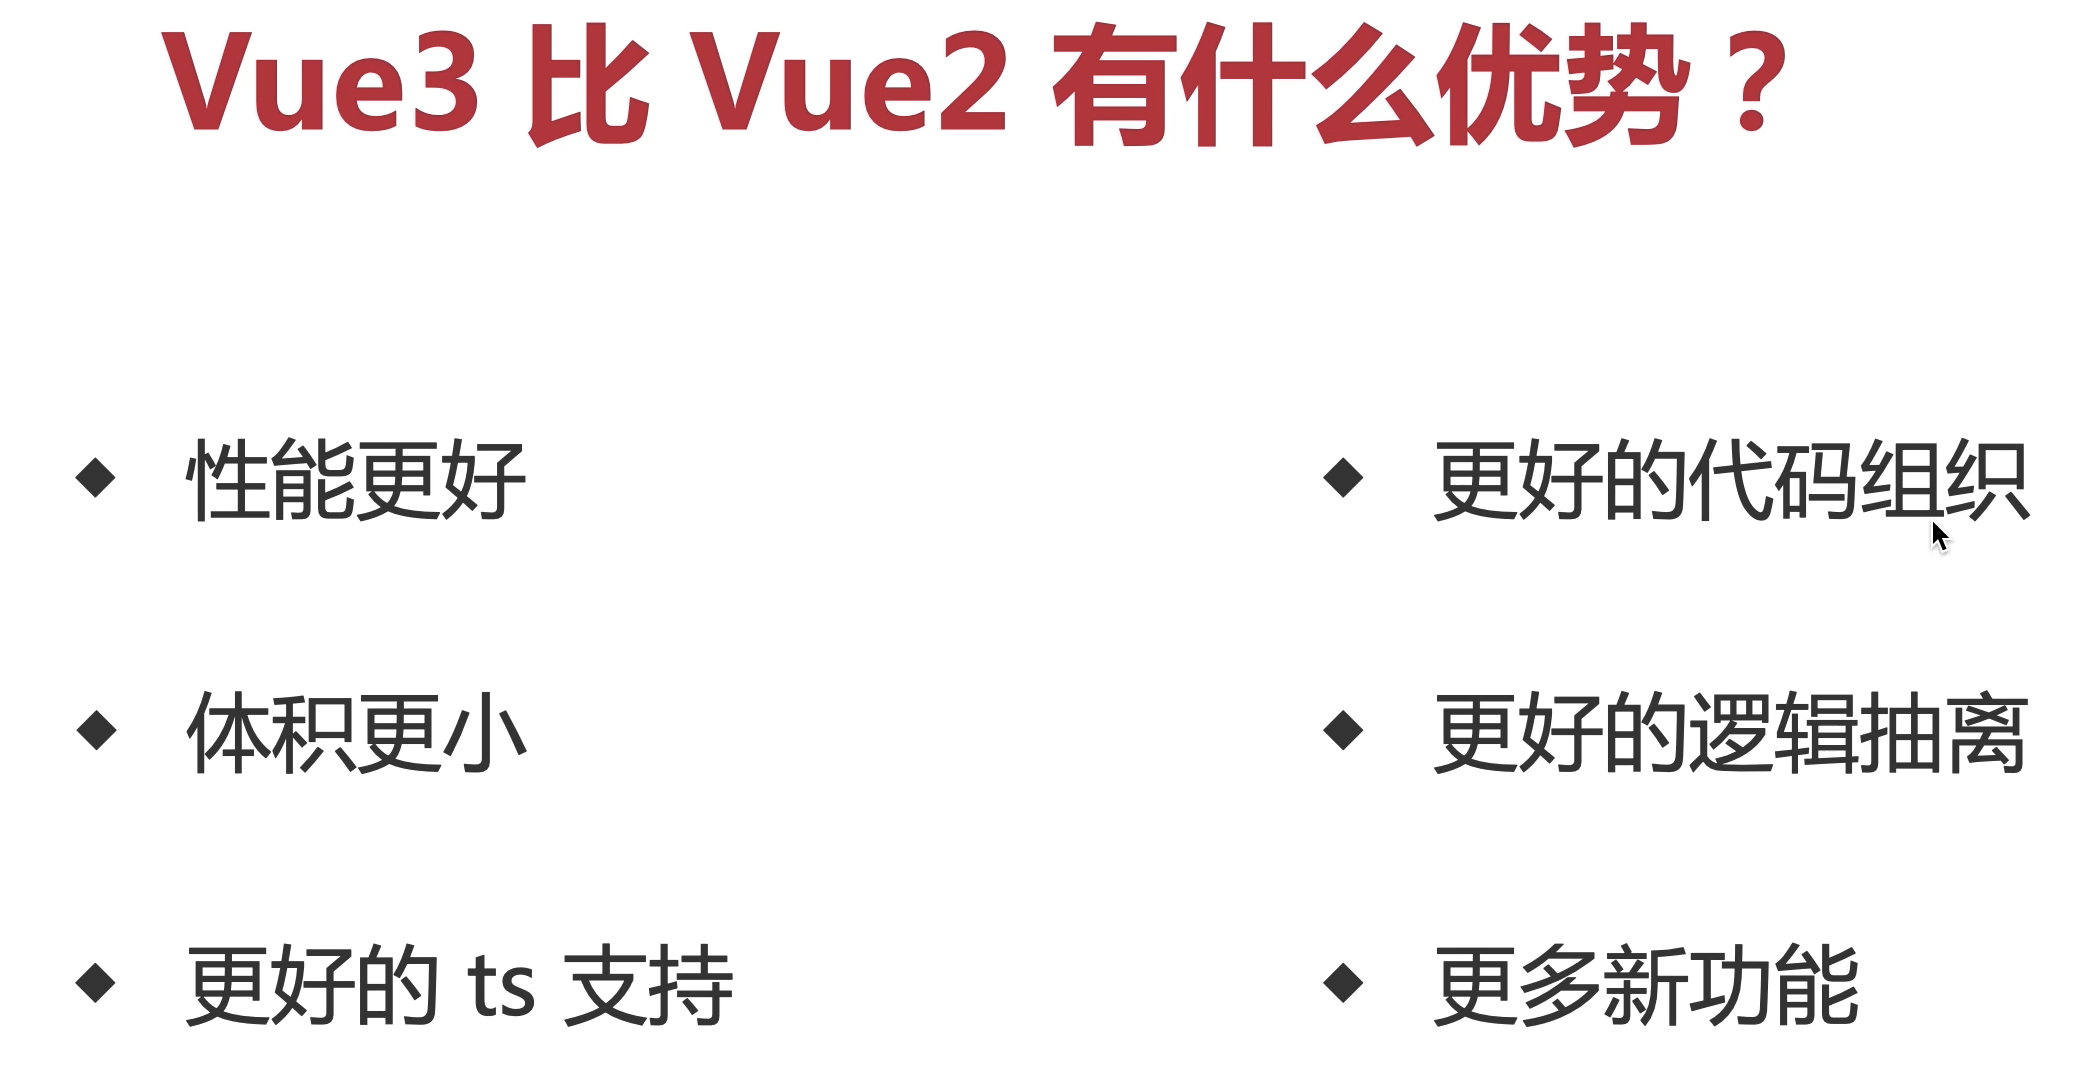 Vue3 比 Vue2 有什么优势？
◆ 性能更好
◆ 体积更小
◆ 更好的 ts 支持
◆ 更好的代码组织
◆ 更好的逻辑抽离
◆ 更多新功能